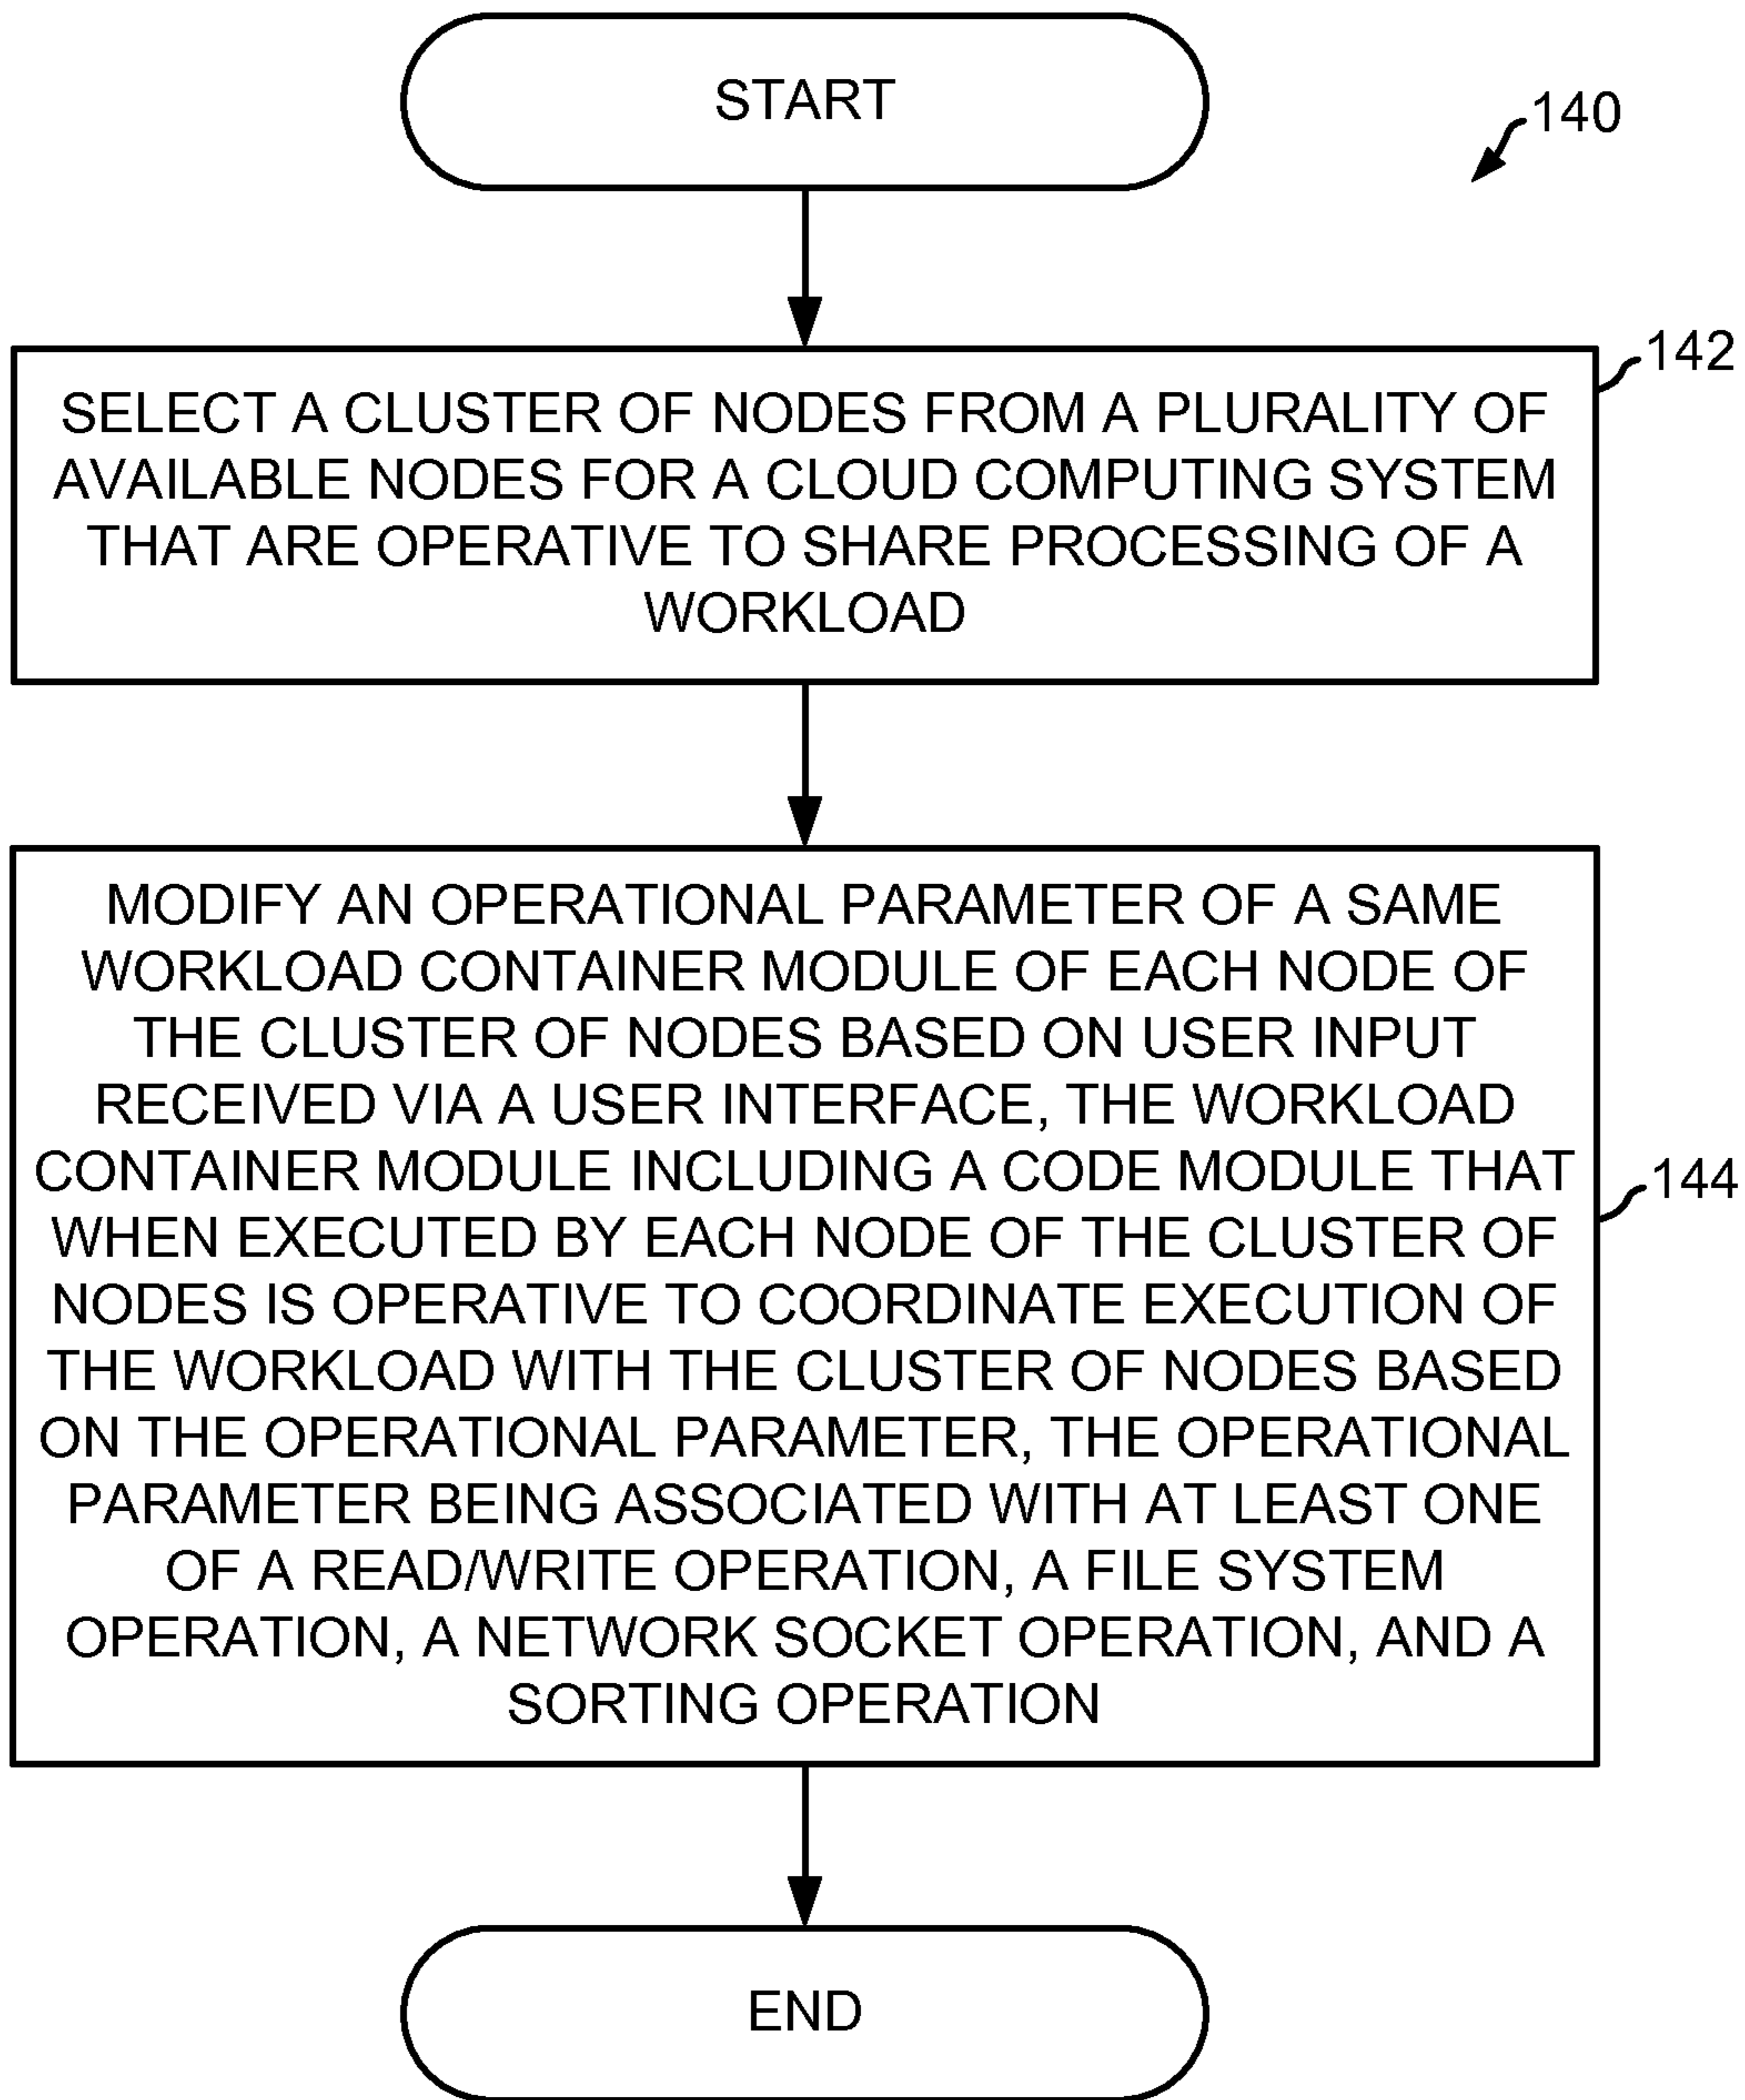 START
140
142
SELECT A CLUSTER OF NODES FROM A PLURALITY OF
AVAILABLE NODES FOR A CLOUD COMPUTING SYSTEM
THAT ARE OPERATIVE TO SHARE PROCESSING OF A
WORKLOAD
MODIFY AN OPERATIONAL PARAMETER OF A SAME
WORKLOAD CONTAINER MODULE OF EACH NODE OF
THE CLUSTER OF NODES BASED ON USER INPUT
RECEIVED VIA A USER INTERFACE, THE WORKLOAD
CONTAINER MODULE INCLUDING A CODE MODULE THAT
WHEN EXECUTED BY EACH NODE OF THE CLUSTER OF
NODES IS OPERATIVE TO COORDINATE EXECUTION OF
THE WORKLOAD WITH THE CLUSTER OF NODES BASED
ON THE OPERATIONAL PARAMETER, THE OPERATIONAL
PARAMETER BEING ASSOCIATED WITH AT LEAST ONE
OF A READ/WRITE OPERATION, A FILE SYSTEM
OPERATION, A NETWORK SOCKET OPERATION, AND A
SORTING OPERATION
144
END